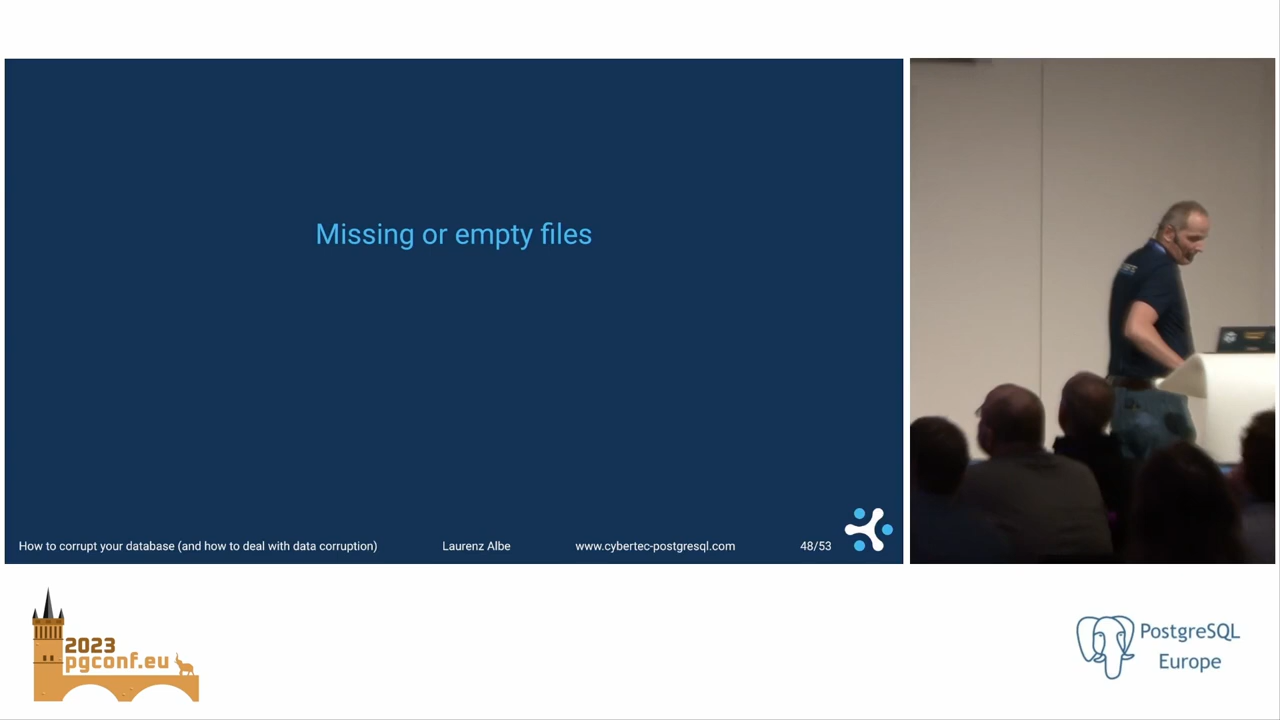 Missing or empty files
How to corrupt your database (and how to deal with data corruption)
Laurenz Albe
www.cybertec-postgresql.com
48/53
2023
pgconf.eu
PostgreSQL
Europe